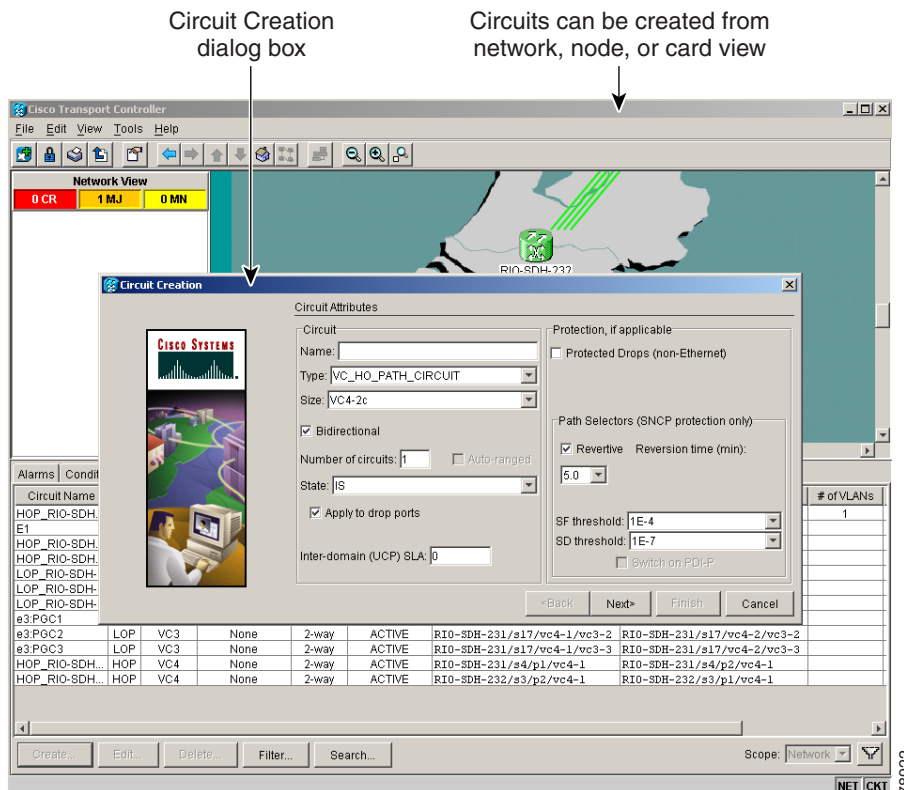 Circuit Creation
dialog box
Circuits can be created from
network, node, or card view
Cisco Transport Controller
File Edit View Tools Help
Network View
0 CR 1 MJ 0 MN
RIO-SDH-232
Circuit Creation
CISCO SYSTEMS
Circuit Attributes
Circuit
Name:
Type: VC_HO_PATH_CIRCUIT
Size: VC4-2c
Bidirectional
Number of circuits: 1 Auto-ranged
State: IS
Apply to drop ports
Inter-domain (UCP) SLA: 0
Protection, if applicable
Protected Drops (non-Ethernet)
Path Selectors (SNCP protection only)
Revertive Reversion time (min):
5.0
SF threshold: 1E-4
SD threshold: 1E-7
Switch on PDI-P
<Back Next> Finish Cancel
Alarms Condit
Circuit Name # of VLANs
HOP_RIO-SDH. 1
E1
HOP_RIO-SDH.
HOP_RIO-SDH.
LOP_RIO-SDH-
LOP_RIO-SDH-
LOP_RIO-SDH-
e3:PGC1
e3:PGC2 LOP VC3 None 2-way ACTIVE RIO-SDH-231/s17/vc4-1/vc3-2 RIO-SDH-231/s17/vc4-2/vc3-2
e3:PGC3 LOP VC3 None 2-way ACTIVE RIO-SDH-231/s17/vc4-1/vc3-3 RIO-SDH-231/s17/vc4-2/vc3-3
HOP_RIO-SDH... HOP VC4 None 2-way ACTIVE RIO-SDH-231/s4/p1/vc4-1 RIO-SDH-231/s4/p2/vc4-1
HOP_RIO-SDH... HOP VC4 None 2-way ACTIVE RIO-SDH-232/s3/p2/vc4-1 RIO-SDH-232/s3/p1/vc4-1
Create... Edit... Delete... Filter... Search... Scope: Network
NET CKT